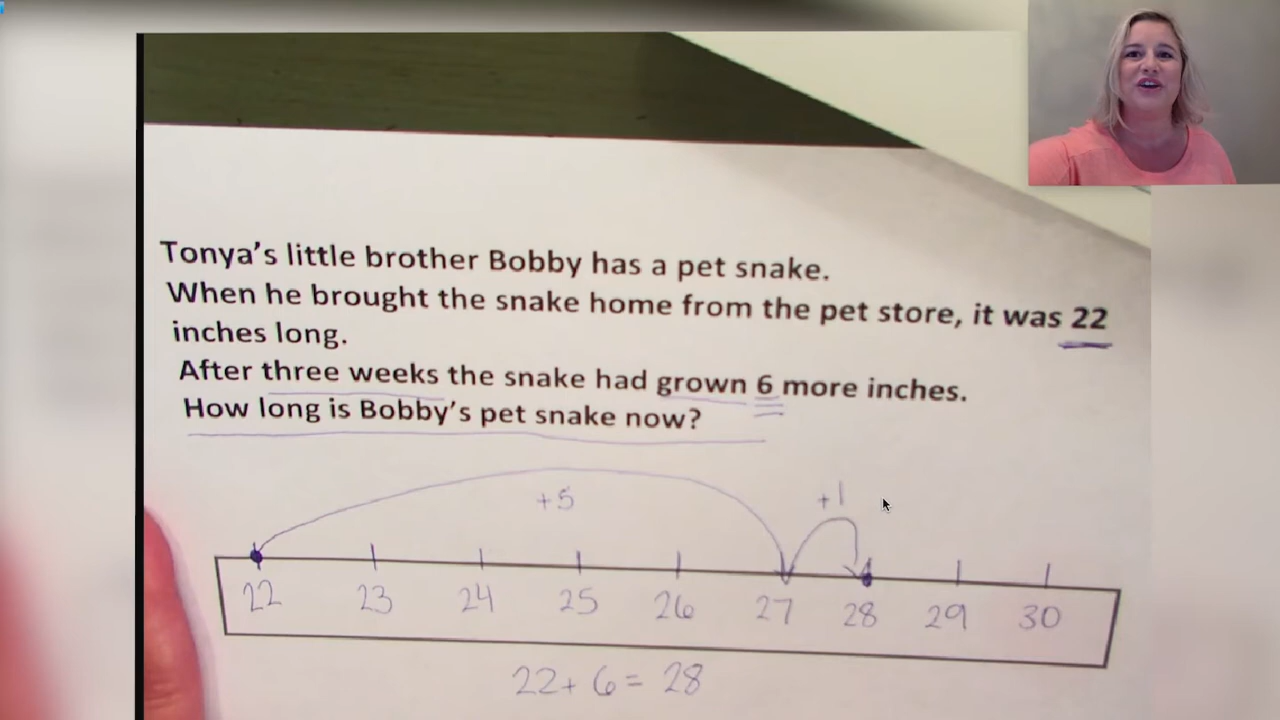 Tonya's little brother Bobby has a pet snake.
When he brought the snake home from the pet store, it was 22
inches long.
After three weeks the snake had grown 6 more inches.
How long is Bobby's pet snake now?
+5 +1
22 23 24 25 26 27 28 29 30
22+ 6 = 28